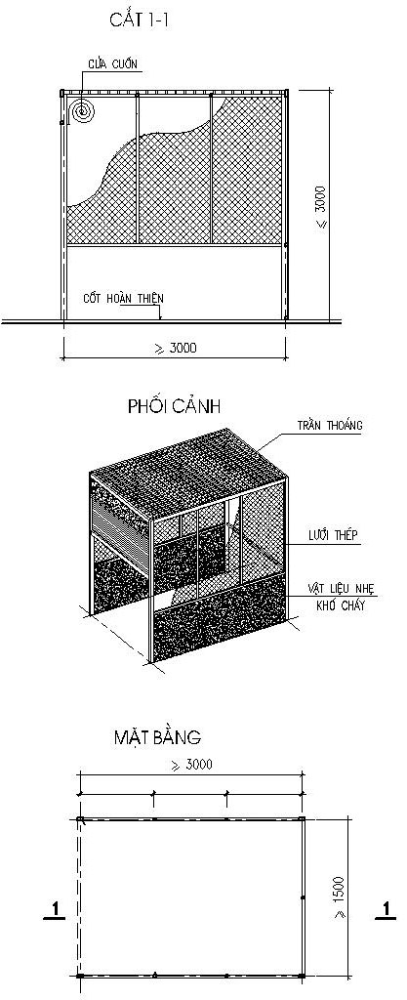 CẮT 1-1
CỬA CUỐN
≤ 3000
CỐT HOÀN THIỆN
≥ 3000
PHỐI CẢNH
TRẦN THOÁNG
LƯỚI THÉP
VẬT LIỆU NHẸ
KHÓ CHÁY
MẶT BẰNG
≥ 3000
≥ 1500
1
1